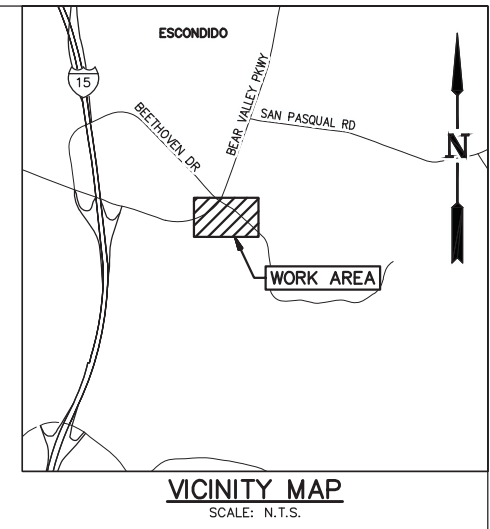 ESCONDIDO
15
BEETHOVEN DR
BEAR VALLEY PKWY
SAN PASQUAL RD
N
WORK AREA
VICINITY MAP
SCALE: N.T.S.